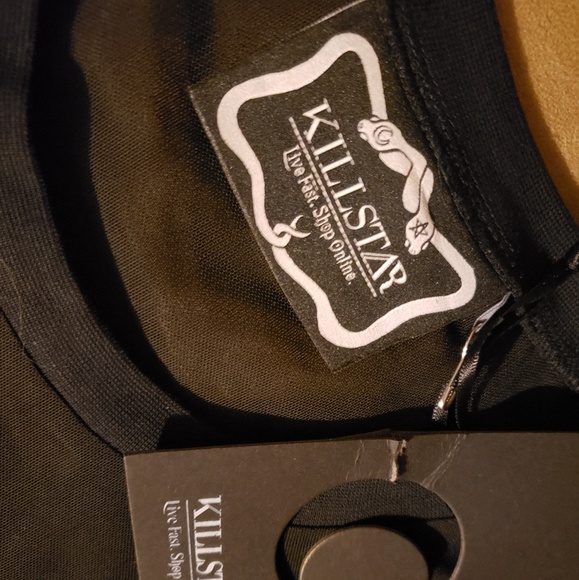 KILLSTAR
Live Fast. Shop Online.
KILLST
Live Fast. Shop